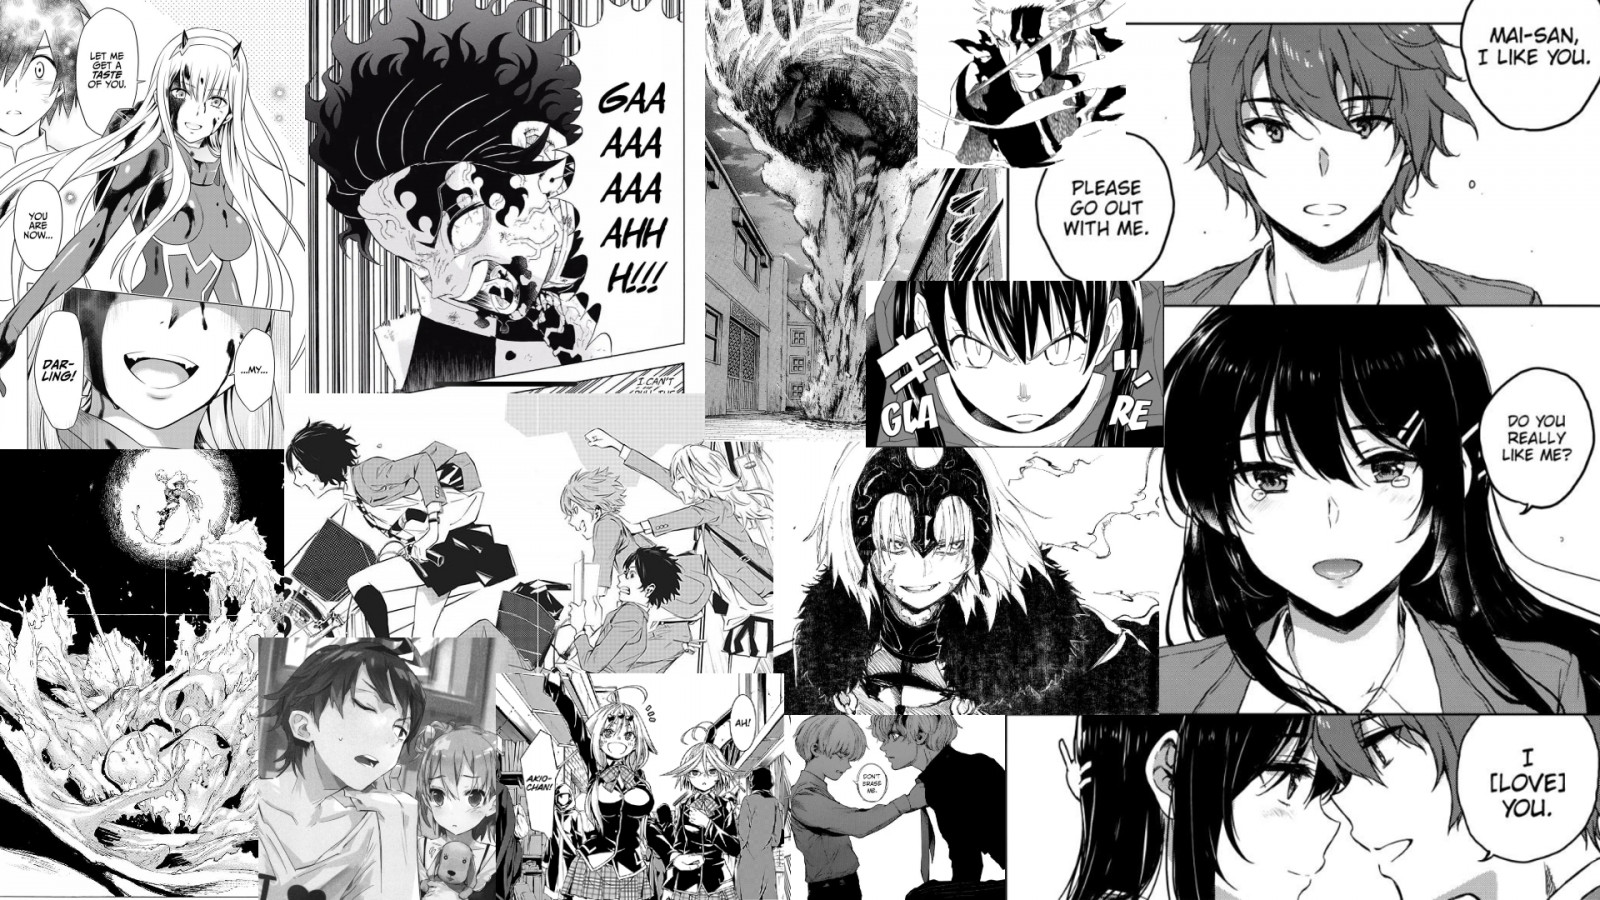 LET ME
GET A
TASTE
OF YOU.
YOU
ARE
NOW...
...MY...
DAR-
LING!
GAA
AAA
AAA
AHH
H!!!
I CAN'T
MAI-SAN,
I LIKE YOU.
PLEASE
GO OUT
WITH ME.
GLA
RE
DO YOU
REALLY
LIKE ME?
AKIO-
CHAN!
AH!
DON'T
ERASE
ME.
I
[LOVE]
YOU.